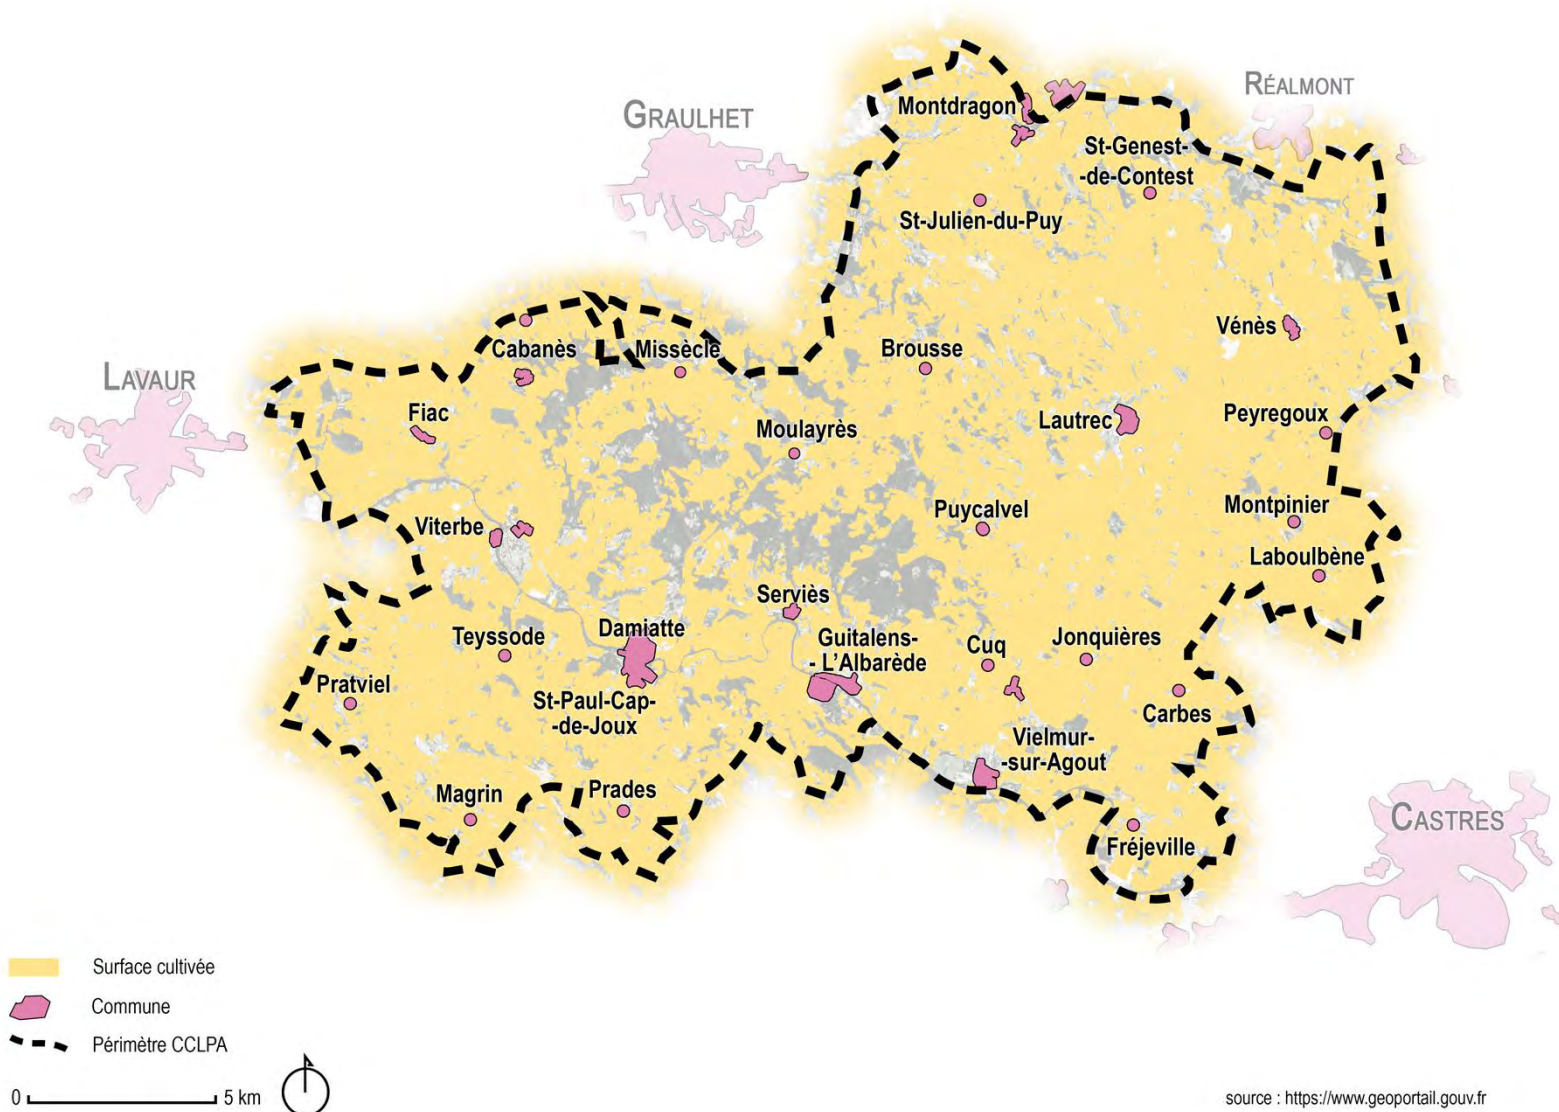 RÉALMONT
GRAULHET
Montdragon
St-Genest-
-de-Contest
St-Julien-du-Puy
Vénès
Cabanès
Missècle
Brousse
LAVAUR
Fiac
Moulayrès
Lautrec
Peyregoux
Viterbe
Puycalvel
Montpinier
Laboulbène
Serviès
Teyssode
Damiatte
Guitalens-
- L'Albarède
Cuq
Jonquières
Pratviel
St-Paul-Cap-
-de-Joux
Carbes
Vielmur-
-sur-Agout
Magrin
Prades
CASTRES
Fréjeville
Surface cultivée
Commune
Périmètre CCLPA
0 5 km
source : https://www.geoportail.gouv.fr